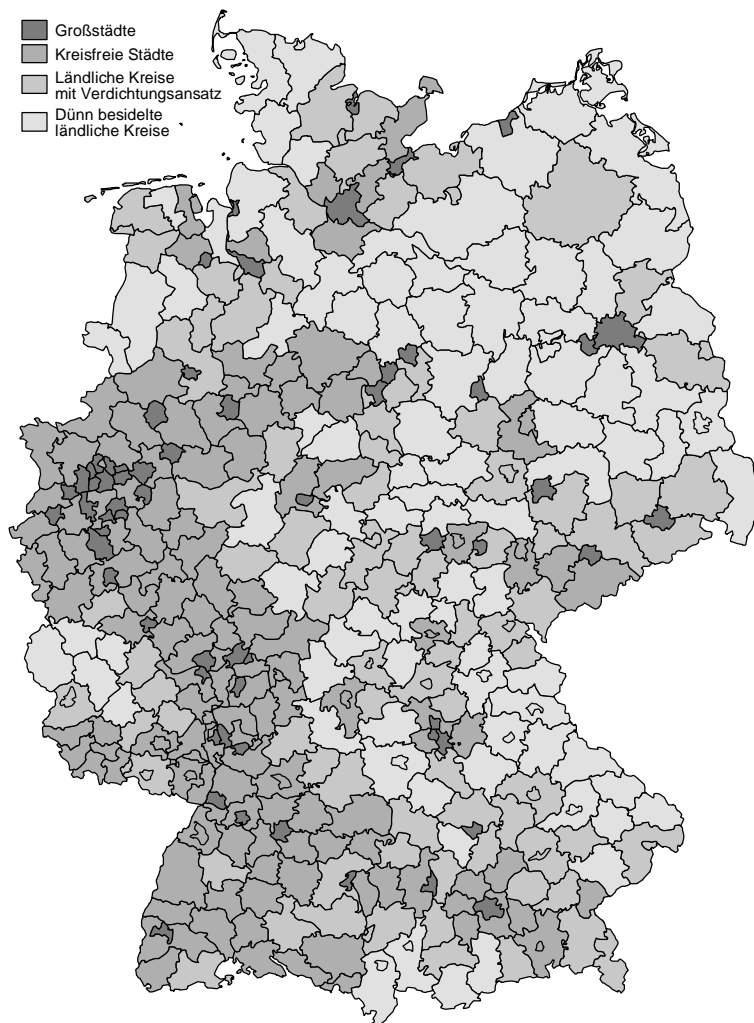 Großstädte
Kreisfreie Städte
Ländliche Kreise
mit Verdichtungsansatz
Dünn besidelte
ländliche Kreise